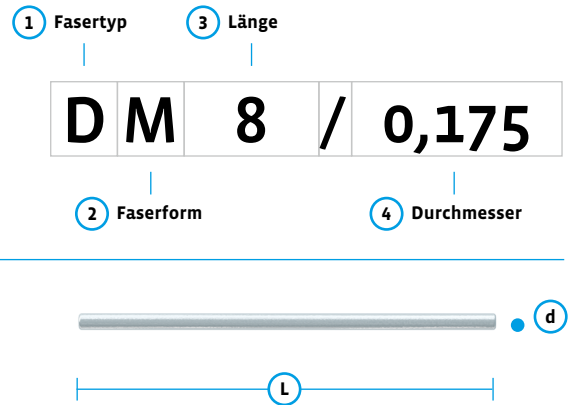 1 Fasertyp 3 Länge
D M 8 / 0,175
2 Faserform 4 Durchmesser
d
L